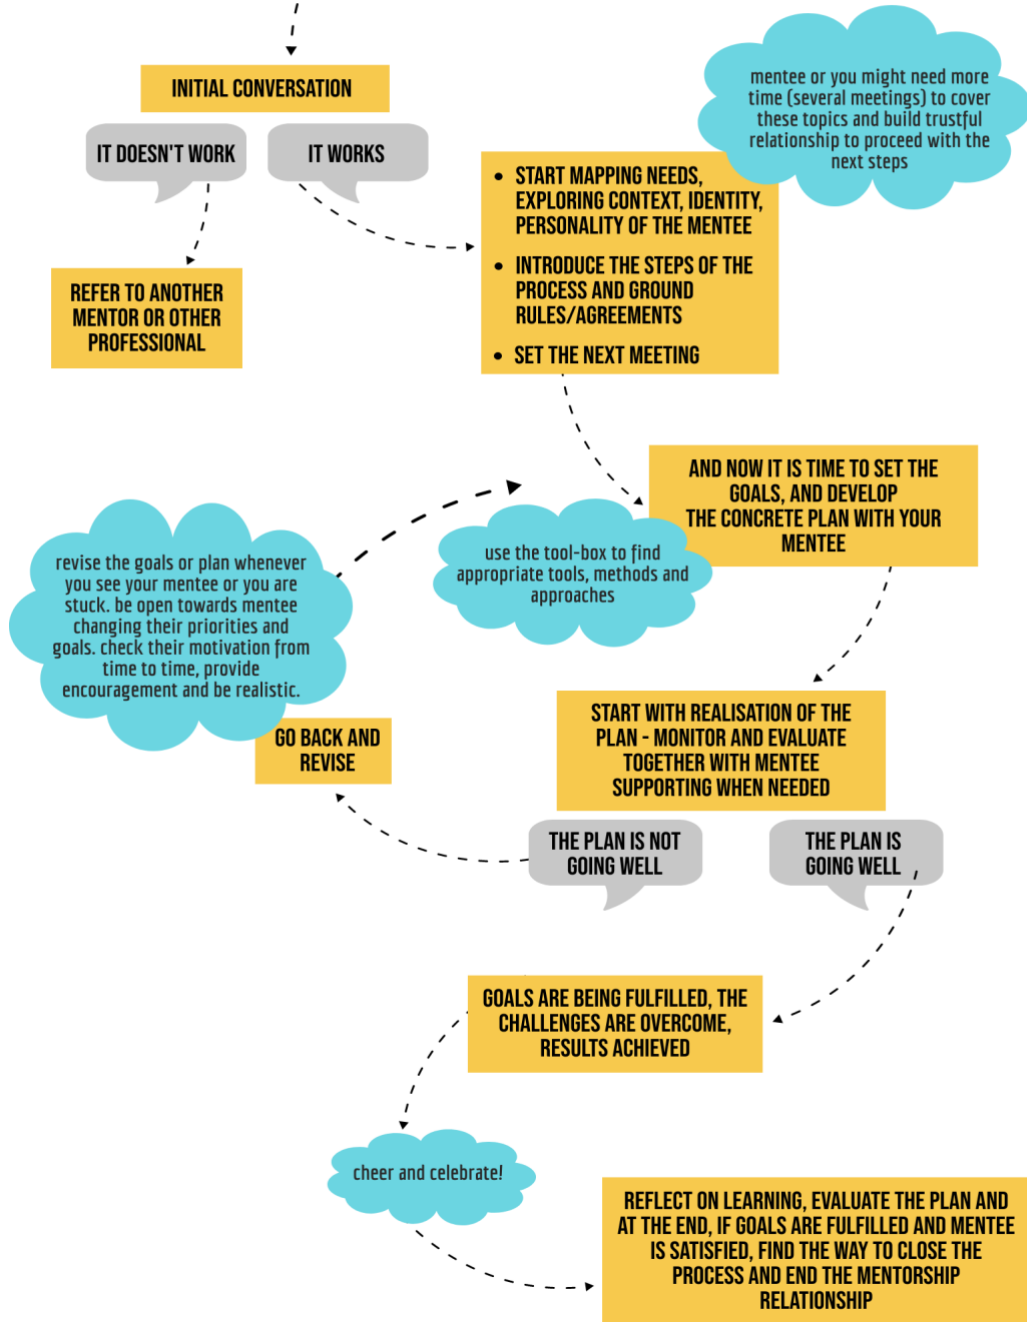 INITIAL CONVERSATION
IT DOESN'T WORK
IT WORKS
mentee or you might need more
time (several meetings) to cover
these topics and build trustful
relationship to proceed with the
next steps
• START MAPPING NEEDS,
EXPLORING CONTEXT, IDENTITY,
PERSONALITY OF THE MENTEE
• INTRODUCE THE STEPS OF THE
PROCESS AND GROUND
RULES/AGREEMENTS
• SET THE NEXT MEETING
REFER TO ANOTHER
MENTOR OR OTHER
PROFESSIONAL
AND NOW IT IS TIME TO SET THE
GOALS, AND DEVELOP
THE CONCRETE PLAN WITH YOUR
MENTEE
use the tool-box to find
appropriate tools, methods and
approaches
revise the goals or plan whenever
you see your mentee or you are
stuck. be open towards mentee
changing their priorities and
goals. check their motivation from
time to time, provide
encouragement and be realistic.
GO BACK AND
REVISE
START WITH REALISATION OF THE
PLAN - MONITOR AND EVALUATE
TOGETHER WITH MENTEE
SUPPORTING WHEN NEEDED
THE PLAN IS NOT
GOING WELL
THE PLAN IS
GOING WELL
GOALS ARE BEING FULFILLED, THE
CHALLENGES ARE OVERCOME,
RESULTS ACHIEVED
cheer and celebrate!
REFLECT ON LEARNING, EVALUATE THE PLAN AND
AT THE END, IF GOALS ARE FULFILLED AND MENTEE
IS SATISFIED, FIND THE WAY TO CLOSE THE
PROCESS AND END THE MENTORSHIP
RELATIONSHIP